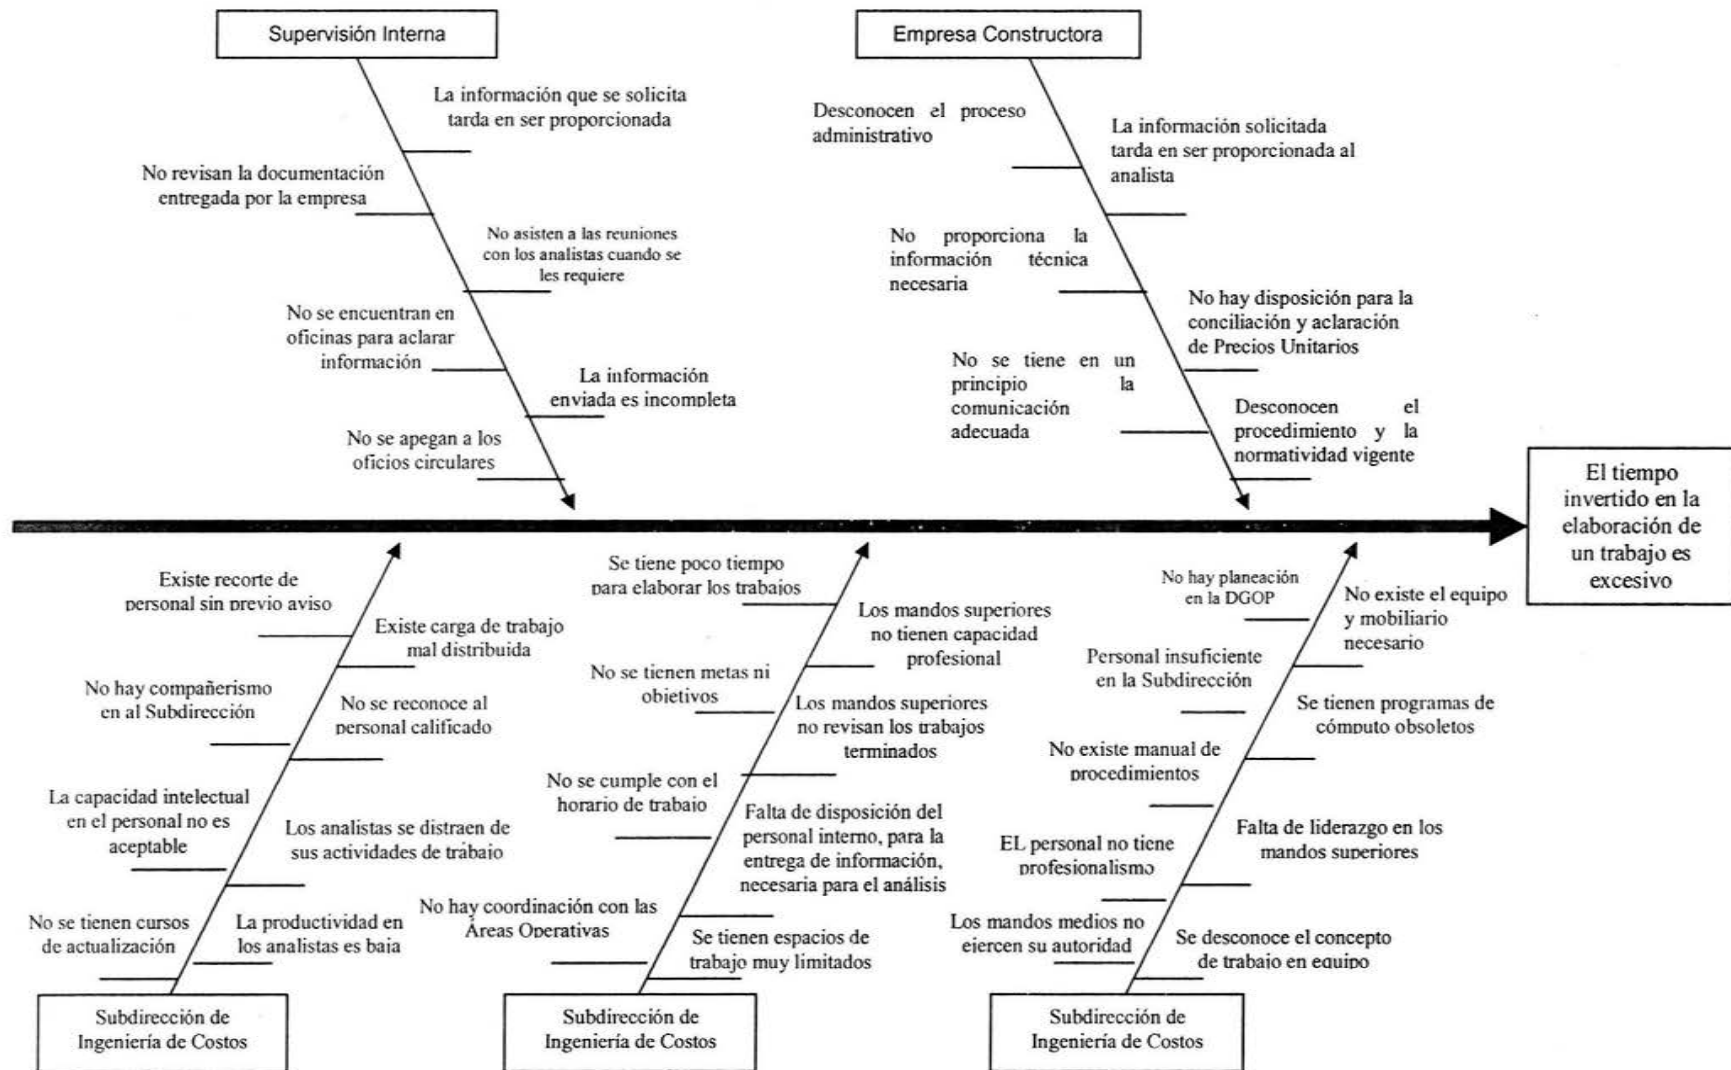 Supervisión Interna
La información que se solicita
tarda en ser proporcionada
No revisan la documentación
entregada por la empresa
No asisten a las reuniones
con los analistas cuando se
les requiere
No se encuentran en
oficinas para aclarar
información
La información
enviada es incompleta
No se apegan a los
oficios circulares
Empresa Constructora
Desconocen el proceso
administrativo
La información solicitada
tarda en ser proporcionada al
analista
No proporciona la
información técnica
necesaria
No hay disposición para la
conciliación y aclaración
de Precios Unitarios
No se tiene en un
principio la
comunicación
adecuada
Desconocen el
procedimiento y la
normatividad vigente
El tiempo
invertido en la
elaboración de
un trabajo es
excesivo
Existe recorte de
personal sin previo aviso
Existe carga de trabajo
mal distribuida
No hay compañerismo
en al Subdirección
No se reconoce al
personal calificado
La capacidad intelectual
en el personal no es
aceptable
Los analistas se distraen de
sus actividades de trabajo
No se tienen cursos
de actualización
La productividad en
los analistas es baja
Subdirección de
Ingeniería de Costos
Se tiene poco tiempo
para elaborar los trabajos
Los mandos superiores
no tienen capacidad
profesional
No se tienen metas ni
objetivos
Los mandos superiores
no revisan los trabajos
terminados
No se cumple con el
horario de trabajo
Falta de disposición del
personal interno, para la
entrega de información,
necesaria para el análisis
No hay coordinación con las
Áreas Operativas
Se tienen espacios de
trabajo muy limitados
Subdirección de
Ingeniería de Costos
No hay planeación
en la DGOP
No existe el equipo
y mobiliario
necesario
Personal insuficiente
en la Subdirección
Se tienen programas de
cómputo obsoletos
No existe manual de
procedimientos
Falta de liderazgo en los
mandos superiores
EL personal no tiene
profesionalismo
Los mandos medios no
ejercen su autoridad
Se desconoce el concepto
de trabajo en equipo
Subdirección de
Ingeniería de Costos